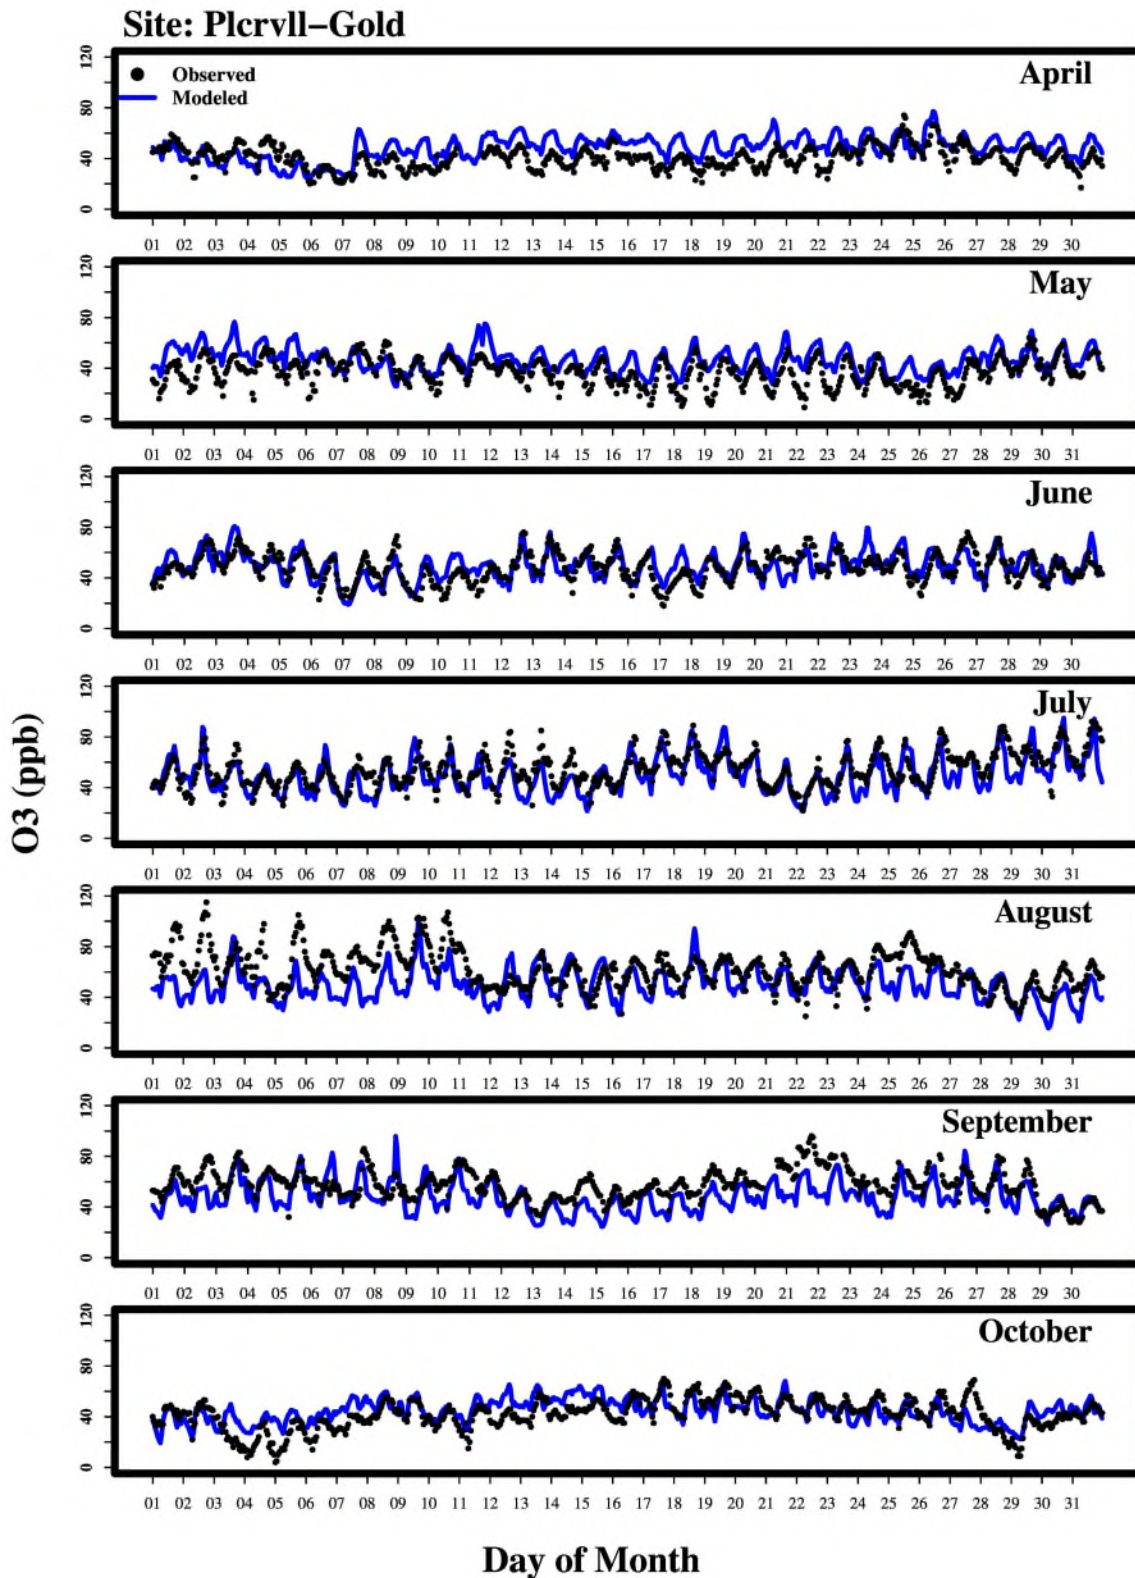 Site: Plcrvll–Gold
Observed
Modeled
April
0 40 80 120
01 02 03 04 05 06 07 08 09 10 11 12 13 14 15 16 17 18 19 20 21 22 23 24 25 26 27 28 29 30
May
0 40 80 120
01 02 03 04 05 06 07 08 09 10 11 12 13 14 15 16 17 18 19 20 21 22 23 24 25 26 27 28 29 30 31
June
0 40 80 120
01 02 03 04 05 06 07 08 09 10 11 12 13 14 15 16 17 18 19 20 21 22 23 24 25 26 27 28 29 30
July
0 40 80 120
01 02 03 04 05 06 07 08 09 10 11 12 13 14 15 16 17 18 19 20 21 22 23 24 25 26 27 28 29 30 31
August
0 40 80 120
01 02 03 04 05 06 07 08 09 10 11 12 13 14 15 16 17 18 19 20 21 22 23 24 25 26 27 28 29 30 31
September
0 40 80 120
01 02 03 04 05 06 07 08 09 10 11 12 13 14 15 16 17 18 19 20 21 22 23 24 25 26 27 28 29 30
October
0 40 80 120
01 02 03 04 05 06 07 08 09 10 11 12 13 14 15 16 17 18 19 20 21 22 23 24 25 26 27 28 29 30 31
O3 (ppb)
Day of Month